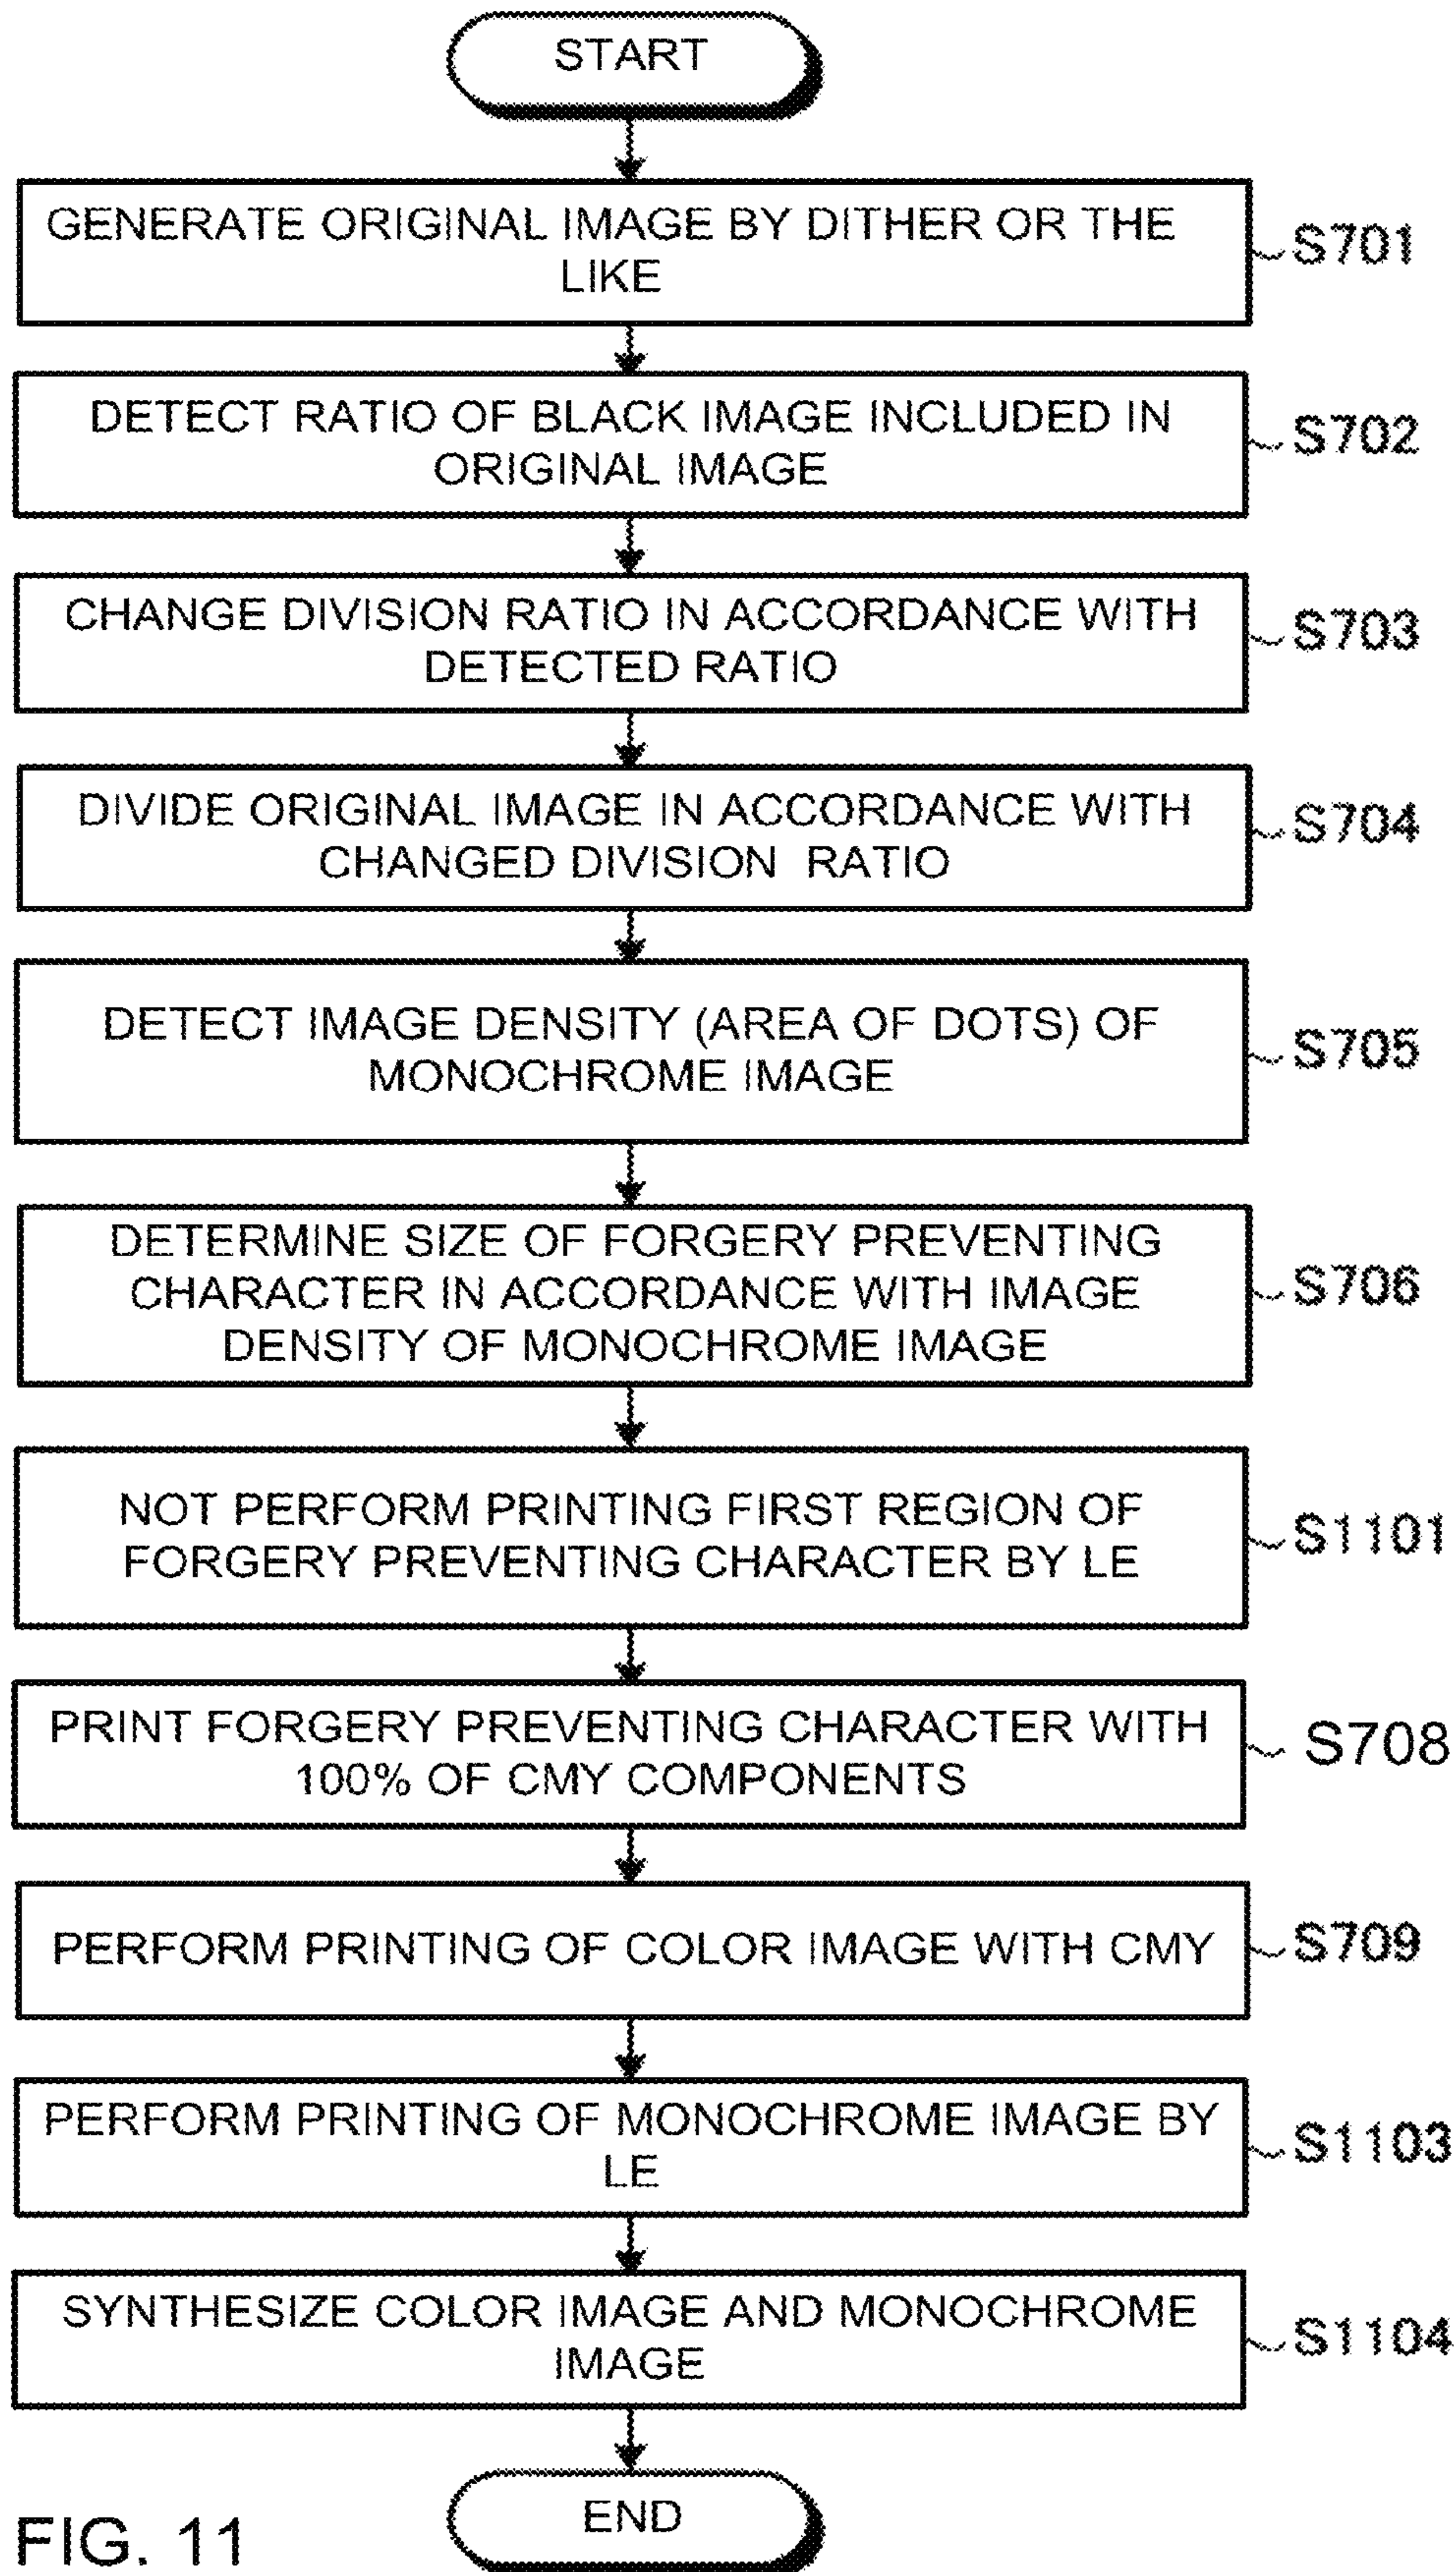 START
GENERATE ORIGINAL IMAGE BY DITHER OR THE
LIKE
S701
DETECT RATIO OF BLACK IMAGE INCLUDED IN
ORIGINAL IMAGE
S702
CHANGE DIVISION RATIO IN ACCORDANCE WITH
DETECTED RATIO
S703
DIVIDE ORIGINAL IMAGE IN ACCORDANCE WITH
CHANGED DIVISION RATIO
S704
DETECT IMAGE DENSITY (AREA OF DOTS) OF
MONOCHROME IMAGE
S705
DETERMINE SIZE OF FORGERY PREVENTING
CHARACTER IN ACCORDANCE WITH IMAGE
DENSITY OF MONOCHROME IMAGE
S706
NOT PERFORM PRINTING FIRST REGION OF
FORGERY PREVENTING CHARACTER BY LE
S1101
PRINT FORGERY PREVENTING CHARACTER WITH
100% OF CMY COMPONENTS
S708
PERFORM PRINTING OF COLOR IMAGE WITH CMY
S709
PERFORM PRINTING OF MONOCHROME IMAGE BY
LE
S1103
SYNTHESIZE COLOR IMAGE AND MONOCHROME
IMAGE
S1104
END
FIG. 11